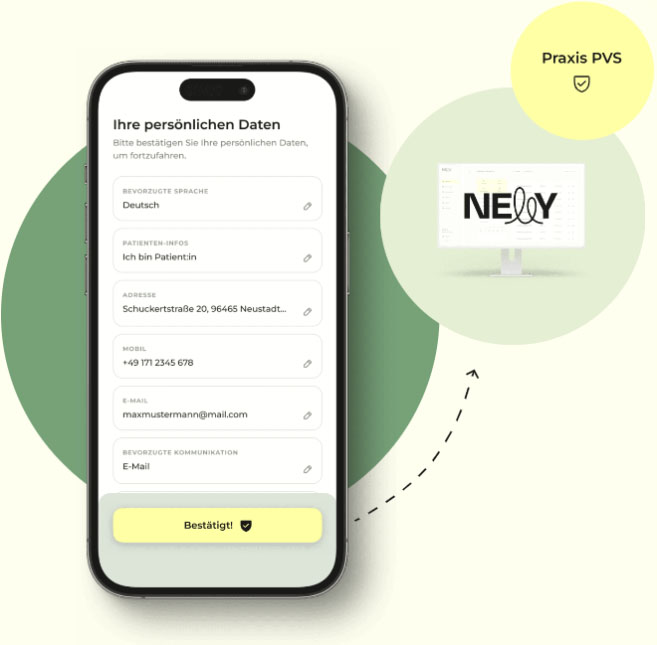 Praxis PVS
NELLY
Ihre persönlichen Daten
Bitte bestätigen Sie Ihre persönlichen Daten,
um fortzufahren.
BEVORZUGTE SPRACHE
Deutsch
PATIENTEN-INFOS
Ich bin Patient:in
ADRESSE
Schuckertstraße 20, 96465 Neustadt...
MOBIL
+49 171 2345 678
E-MAIL
maxmustermann@mail.com
BEVORZUGTE KOMMUNIKATION
E-Mail
Bestätigt!